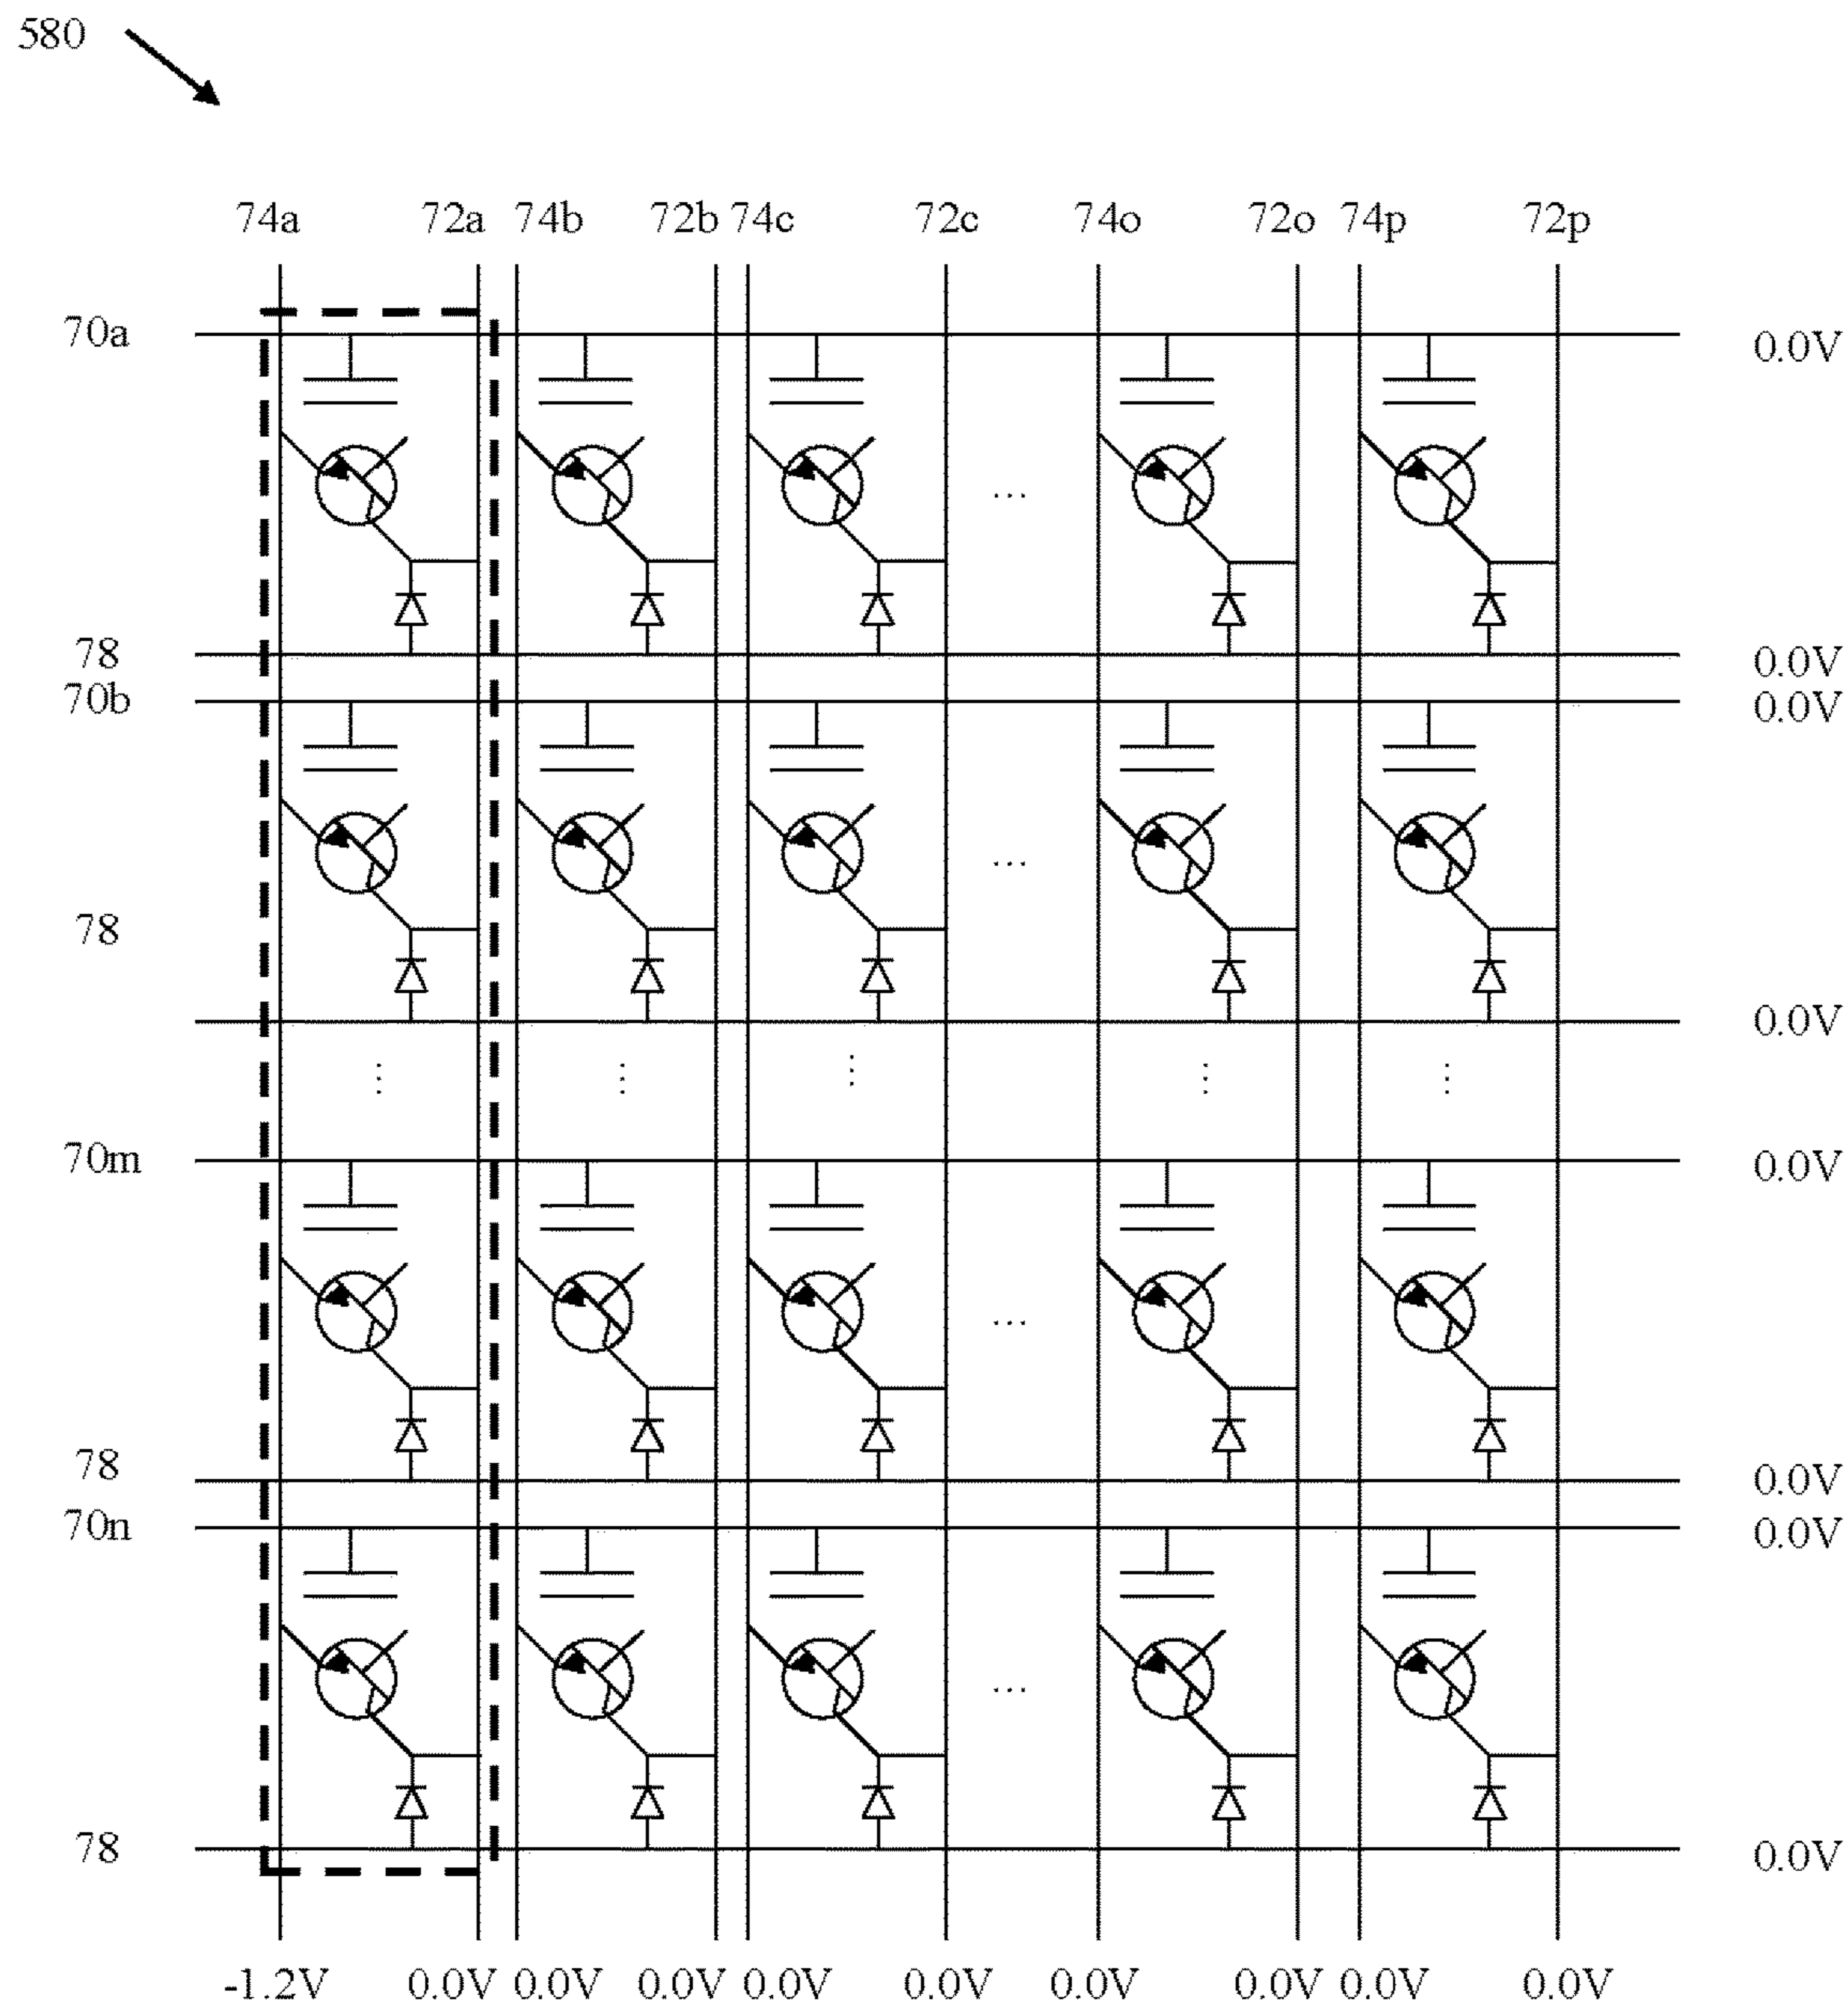 580
74a 72a 74b 72b 74c 72c 74o 72o 74p 72p
70a 0.0V
...
78 0.0V
70b 0.0V
...
78
0.0V
... ... ... ... ...
70m 0.0V
...
78 0.0V
70n 0.0V
...
78 0.0V
-1.2V 0.0V 0.0V 0.0V 0.0V 0.0V 0.0V 0.0V 0.0V 0.0V